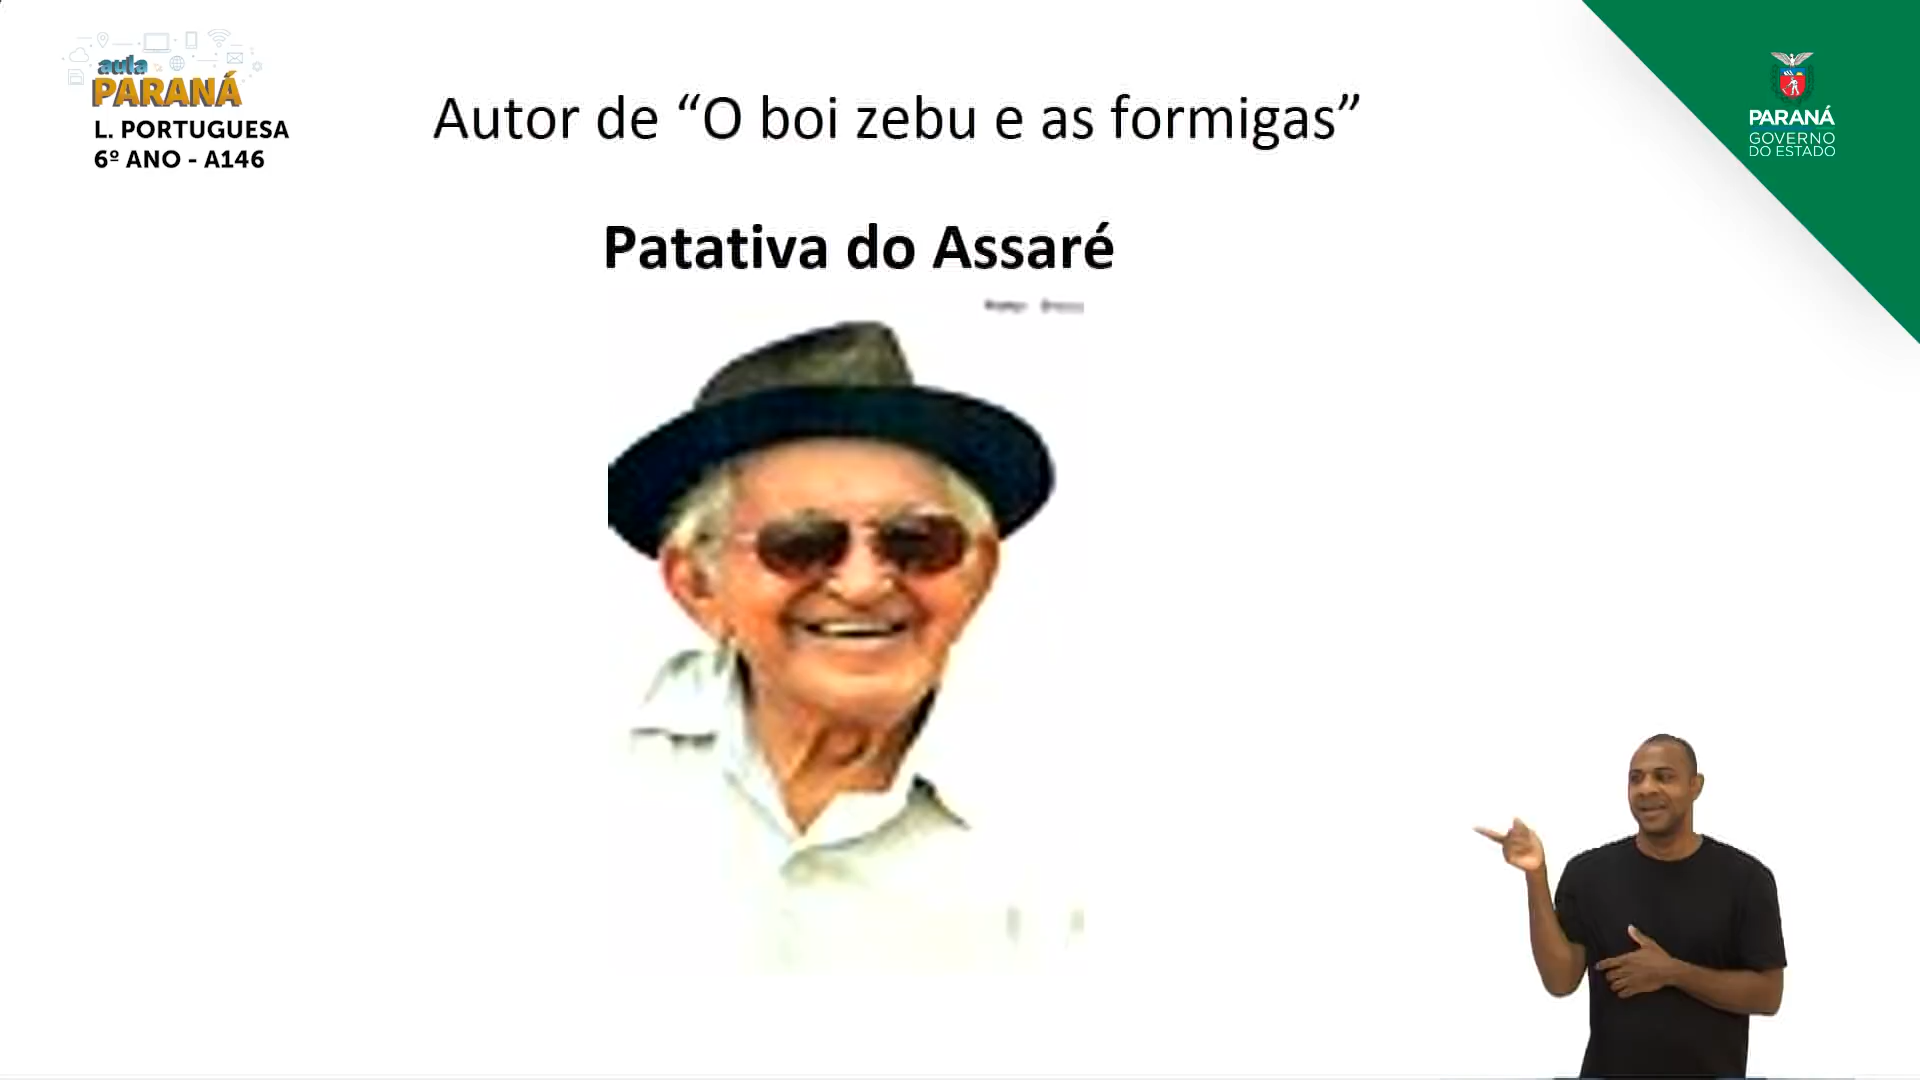 aula
PARANÁ
L. PORTUGUESA
6º ANO - A146
Autor de “O boi zebu e as formigas”
PARANÁ
GOVERNO
DO ESTADO
Patativa do Assaré